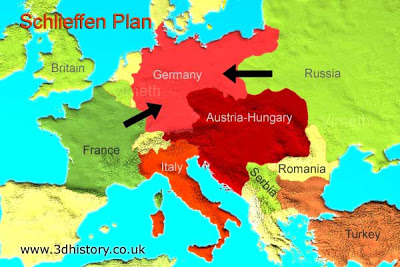 Schlieffen Plan
Britain
Germany
Russia
Austria-Hungary
France
Italy
Romania
Serbia
Turkey
www.3dhistory.co.uk